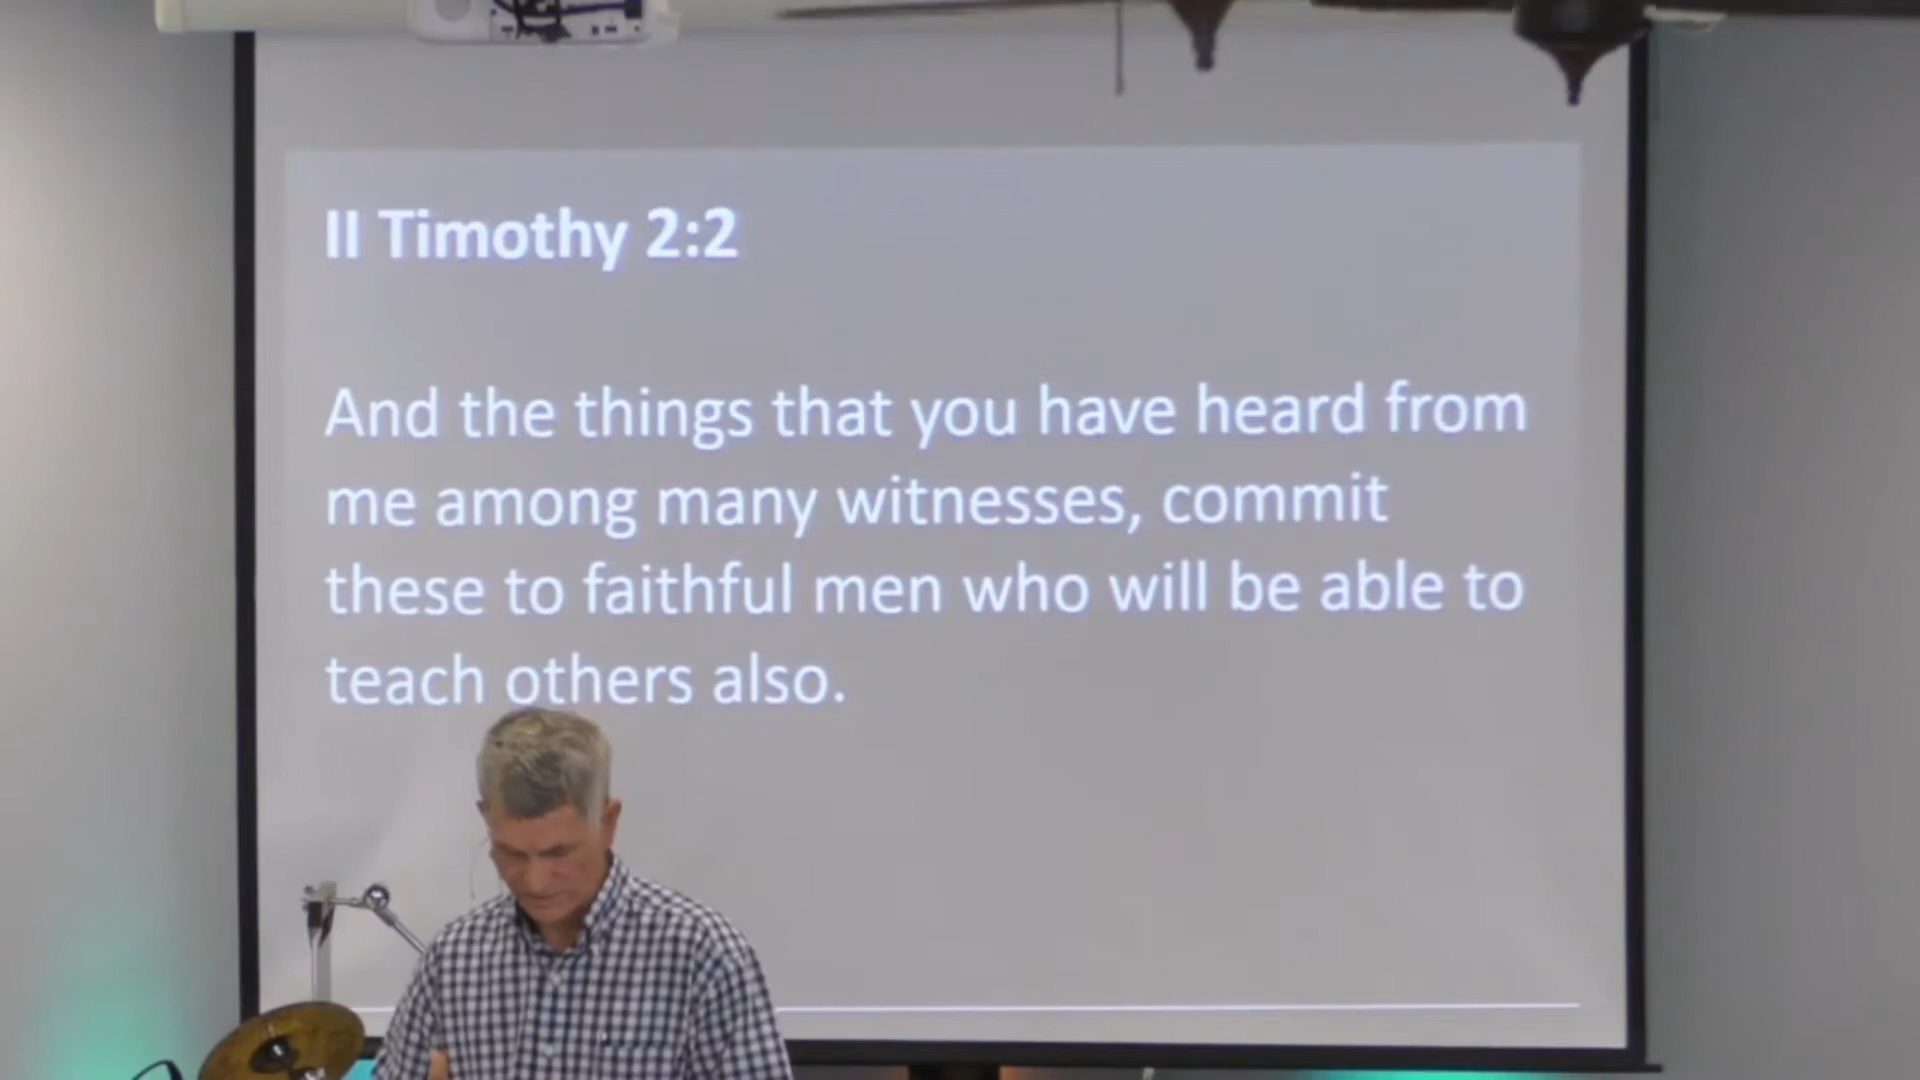 II Timothy 2:2
And the things that you have heard from
me among many witnesses, commit
these to faithful men who will be able to
teach others also.